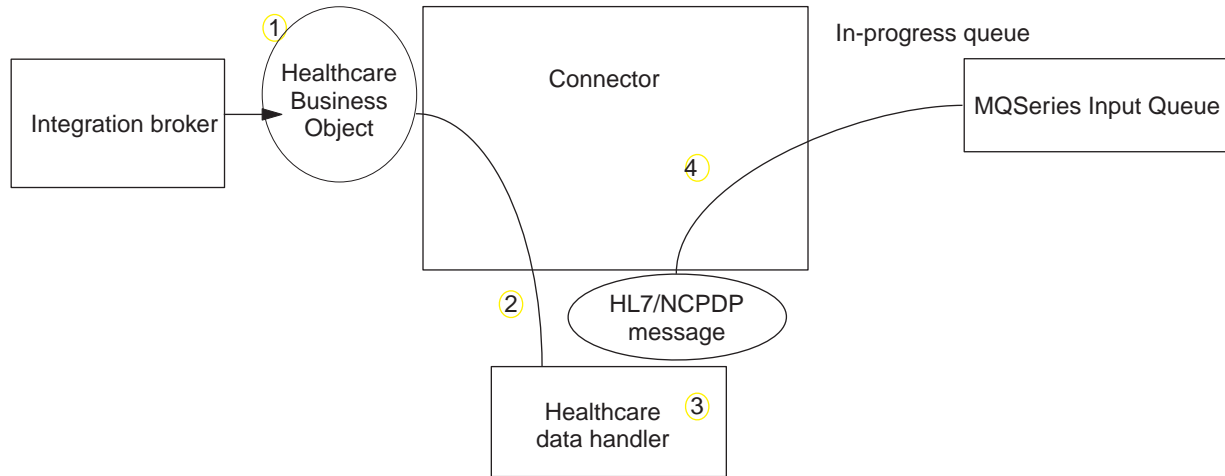 1
In-progress queue
Healthcare
Business
Object
Connector
Integration broker
MQSeries Input Queue
4
2
HL7/NCPDP
message
3
Healthcare
data handler